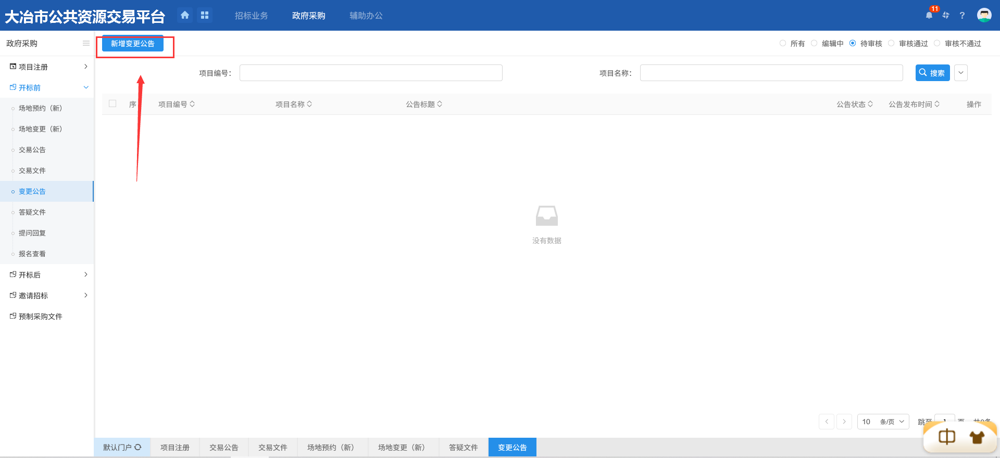 大冶市公共资源交易平台
招标业务
政府采购
辅助办公
11
政府采购
新增变更公告
所有
编辑中
待审核
审核通过
审核不通过
项目注册
项目编号：
项目名称：
搜索
开标前
序
项目编号
项目名称
公告标题
公告状态
公告发布时间
操作
场地预约（新）
场地变更（新）
交易公告
交易文件
变更公告
答疑文件
提问回复
报名查看
没有数据
开标后
邀请招标
预制采购文件
10 条/页
跳至
默认门户
项目注册
交易公告
交易文件
场地预约（新）
场地变更（新）
答疑文件
变更公告
中